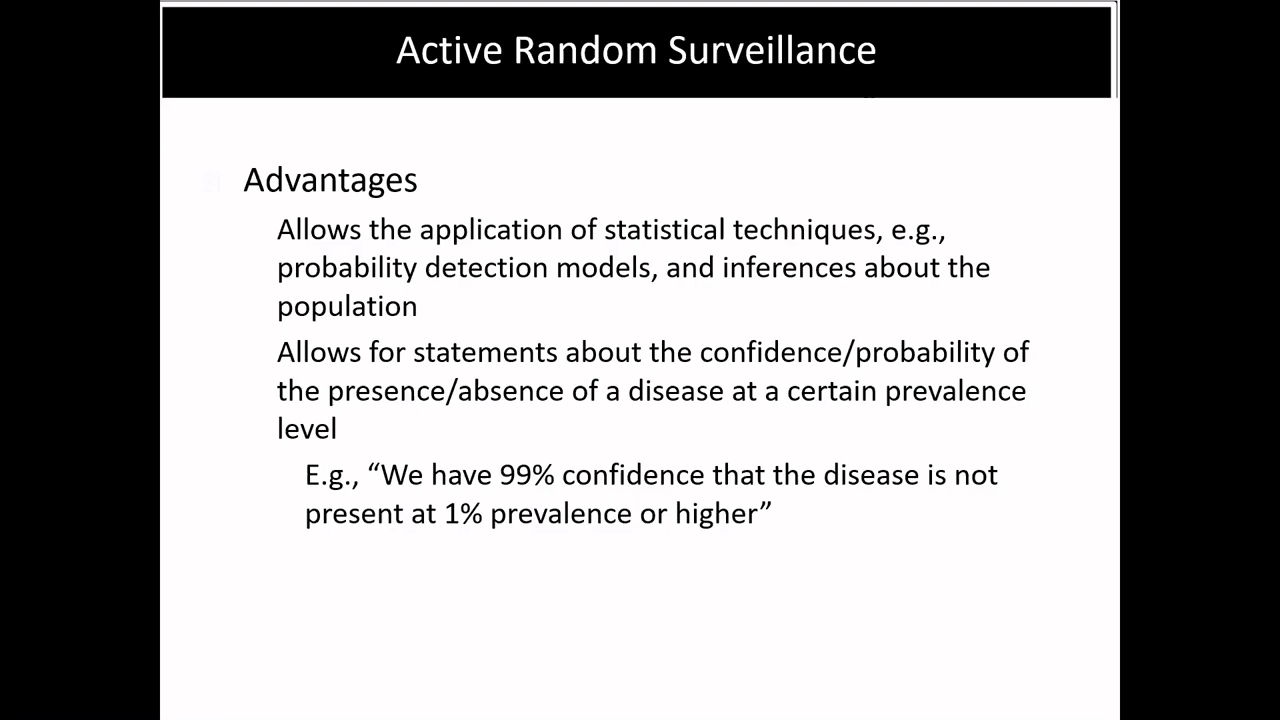 Active Random Surveillance
Advantages
Allows the application of statistical techniques, e.g.,
probability detection models, and inferences about the
population
Allows for statements about the confidence/probability of
the presence/absence of a disease at a certain prevalence
level
E.g., “We have 99% confidence that the disease is not
present at 1% prevalence or higher”